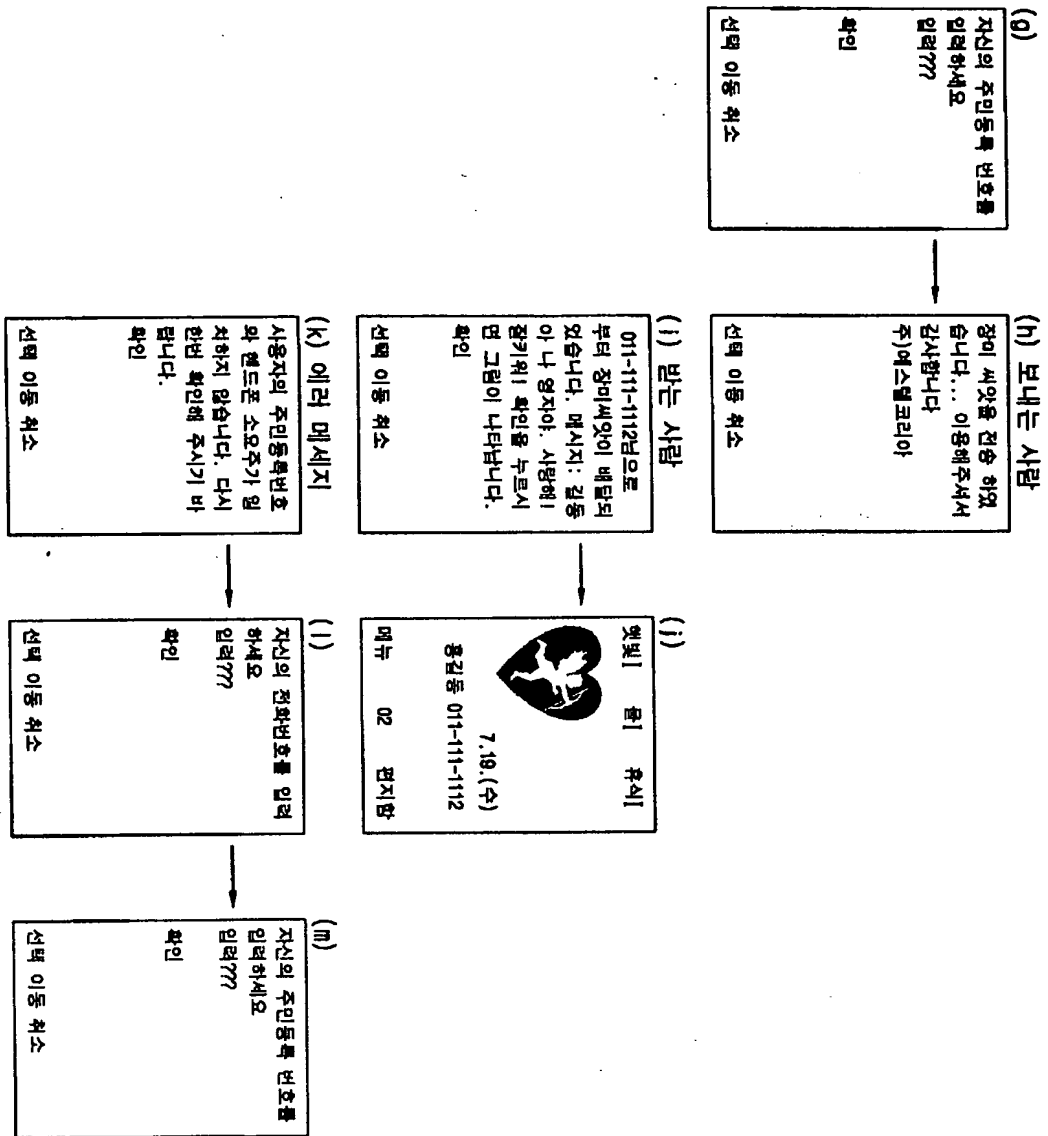 (g)
자신의 주민등록 번호를
입력하세요
입력???
확인
선택 이동 취소
(h) 보내는 사람
장미 씨앗을 전송 하였
습니다... 이용해주셔서
감사합니다
주)에스틸코리아
선택 이동 취소
(i) 받는 사람
011-111-1112님으로
부터 장미씨앗이 배달되
었습니다. 메시지: 길동
아 나 영자야. 사랑해!
잘키워! 확인을 누르시
면 그림이 나타납니다.
확인
선택 이동 취소
(j)
햇빛] 물] 휴식]
7.19.(수)
홍길동 011-111-1112
메뉴 02 편지함
(k) 에러 메세지
사용자의 주민등록번호
와 핸드폰 소요주가 일
치하지 않습니다. 다시
한번 확인해 주시기 바
랍니다.
확인
선택 이동 취소
(l)
자신의 전화번호를 입력
하세요
입력???
확인
선택 이동 취소
(m)
자신의 주민등록 번호를
입력하세요
입력???
확인
선택 이동 취소